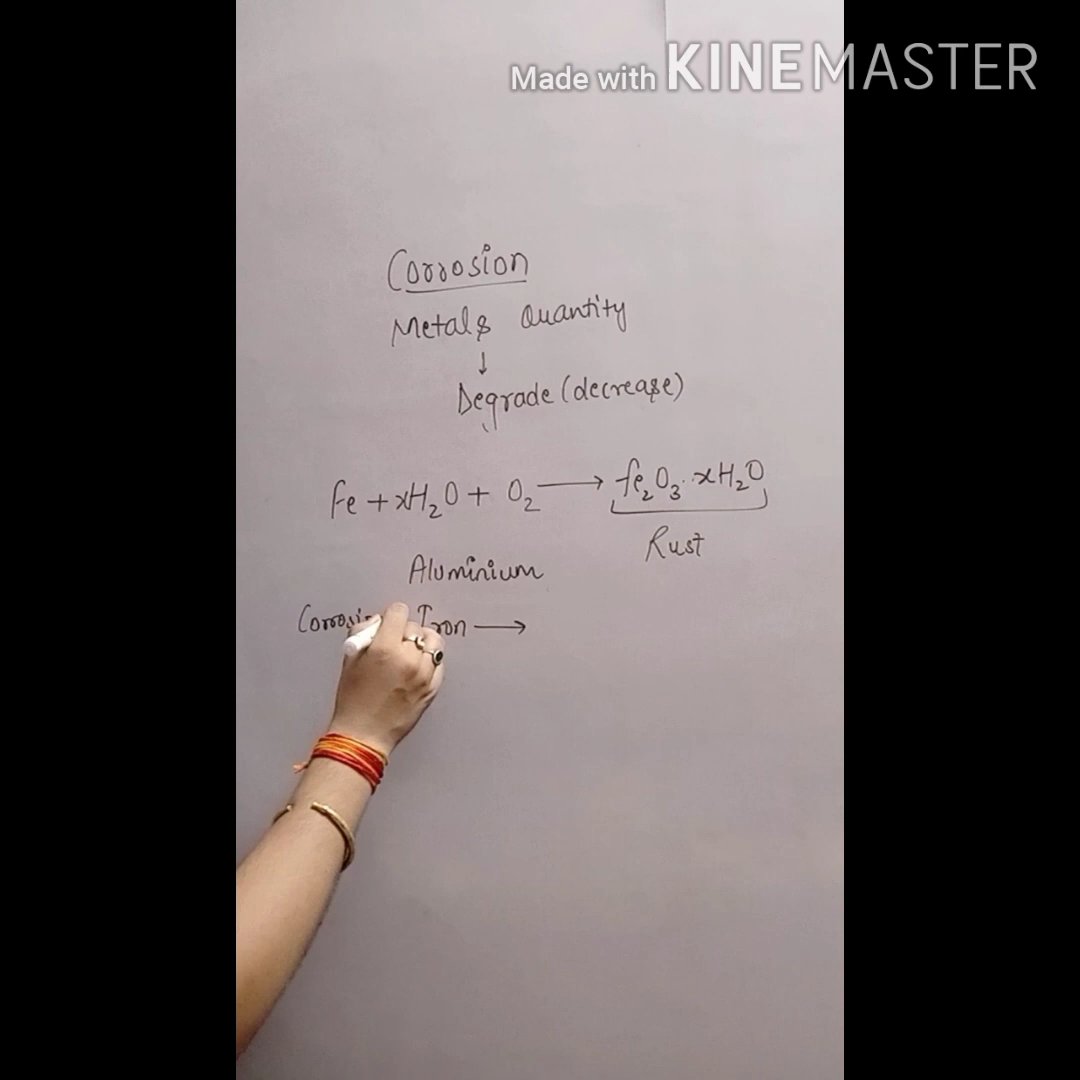 Made with KINEMASTER
Corrosion
Metals Quantity
↓
Degrade (decrease)
Fe + xH₂O + O₂ ⟶ Fe₂O₃·xH₂O
Rust
Aluminium
Iron ⟶